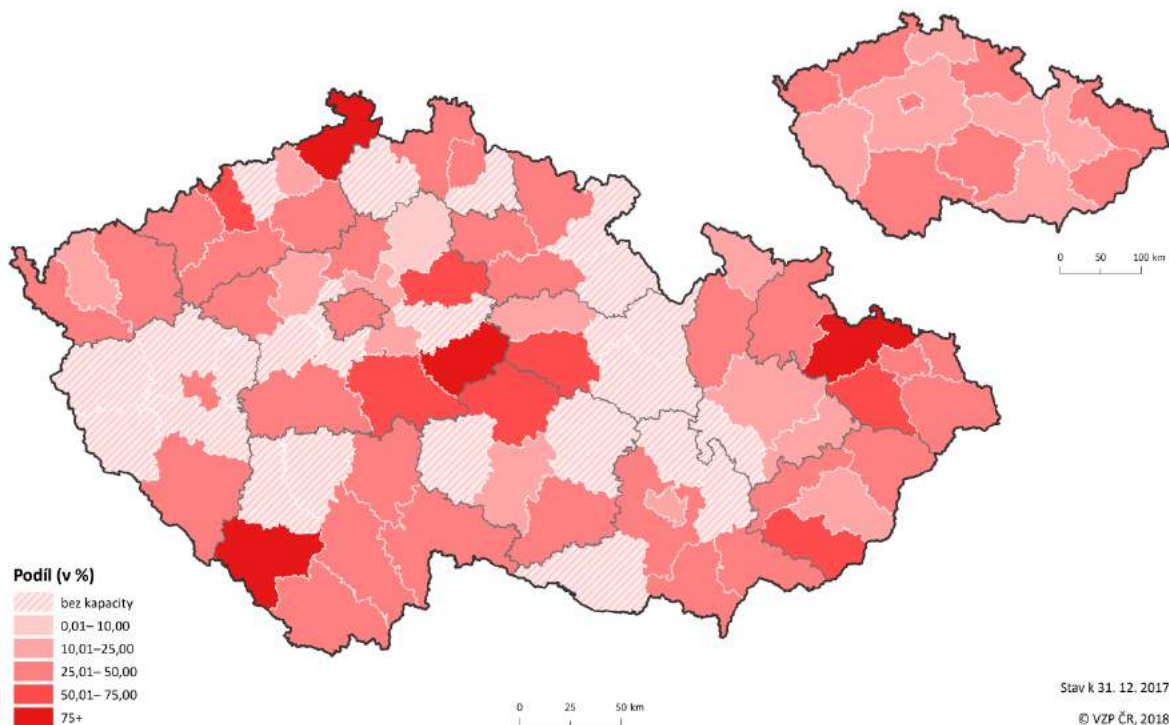 0 50 100 km
Podíl (v %)
bez kapacity
0,01– 10,00
10,01–25,00
25,01– 50,00
50,01– 75,00
75+
0 25 50 km
Stav k 31. 12. 2017
© VZP ČR, 2018